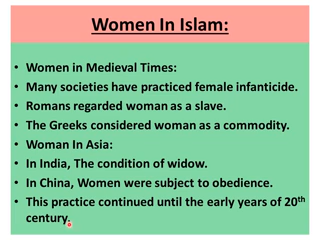 Women In Islam:
• Women in Medieval Times:
• Many societies have practiced female infanticide.
• Romans regarded woman as a slave.
• The Greeks considered woman as a commodity.
• Woman In Asia:
• In India, The condition of widow.
• In China, Women were subject to obedience.
• This practice continued until the early years of 20th
century.